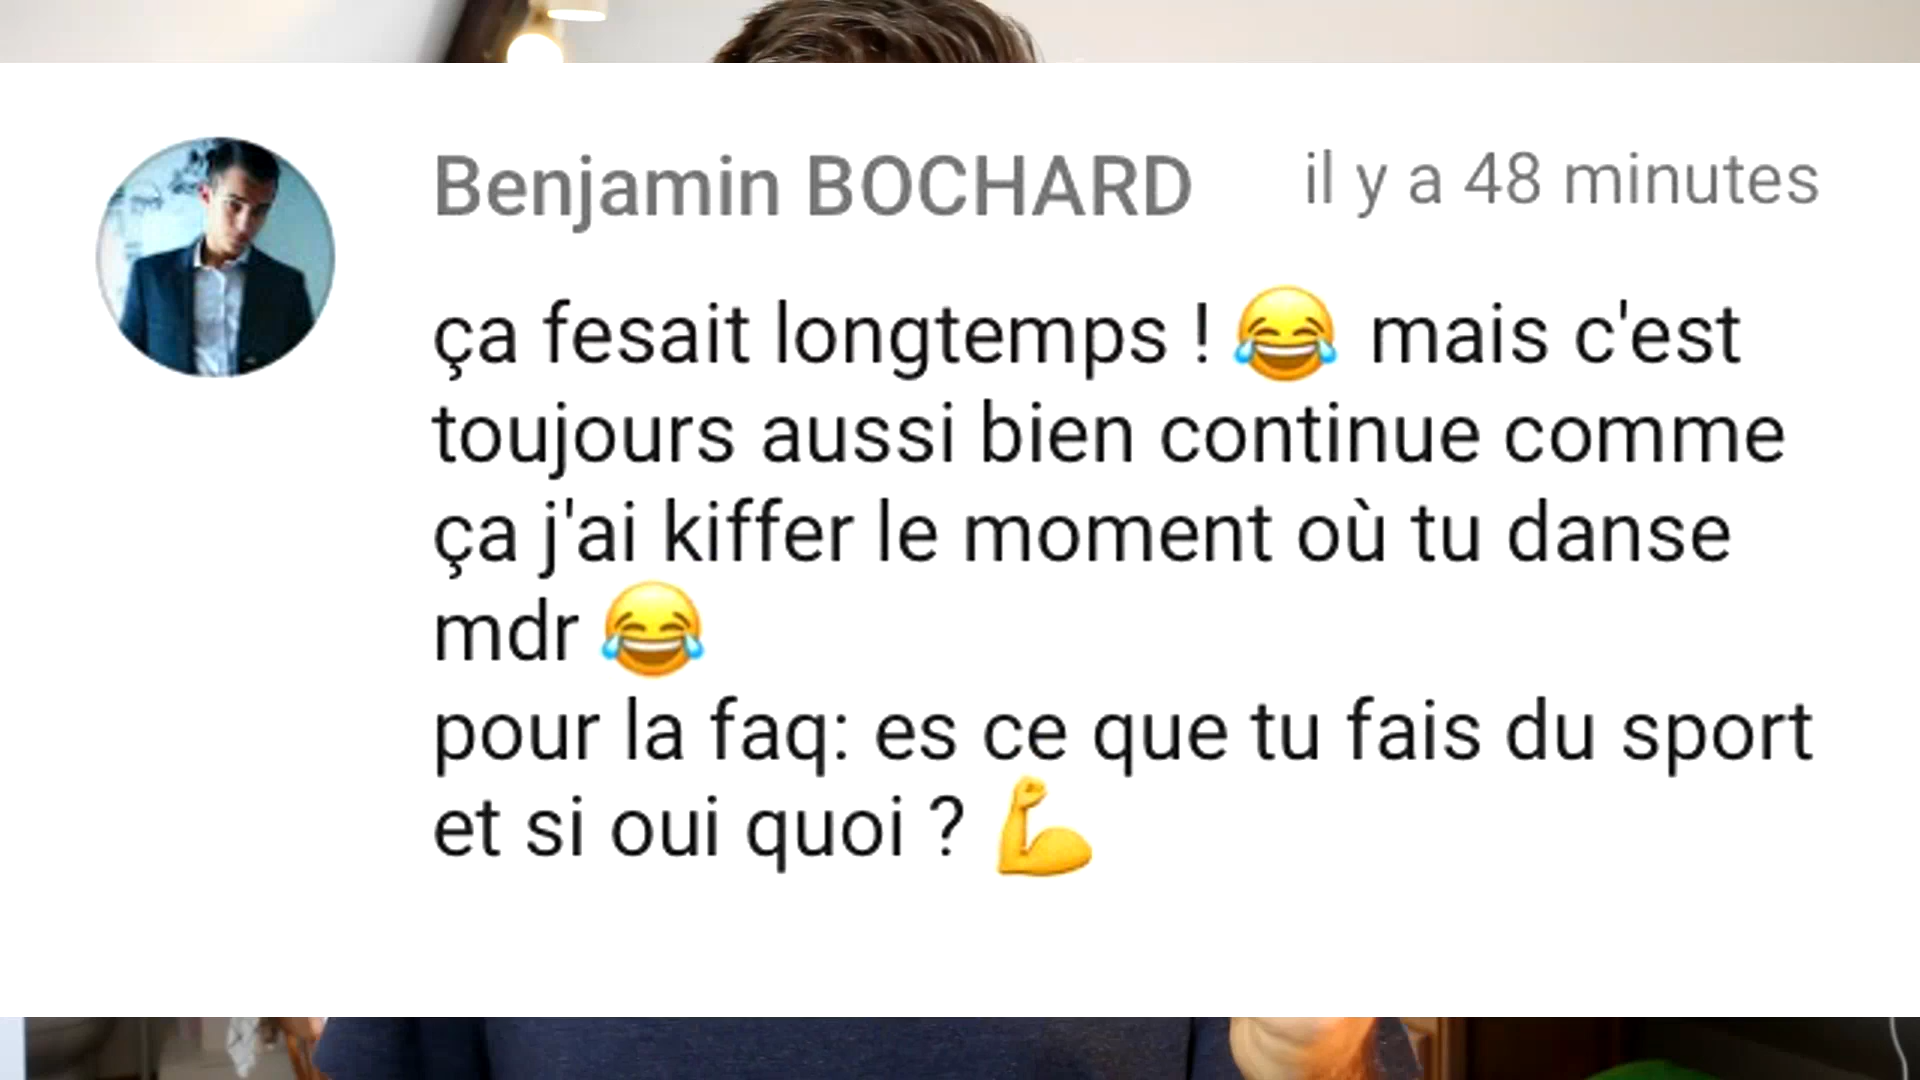 Benjamin BOCHARD il y a 48 minutes
ça fesait longtemps ! 😂 mais c'est
toujours aussi bien continue comme
ça j'ai kiffer le moment où tu danse
mdr 😂
pour la faq: es ce que tu fais du sport
et si oui quoi ? 💪